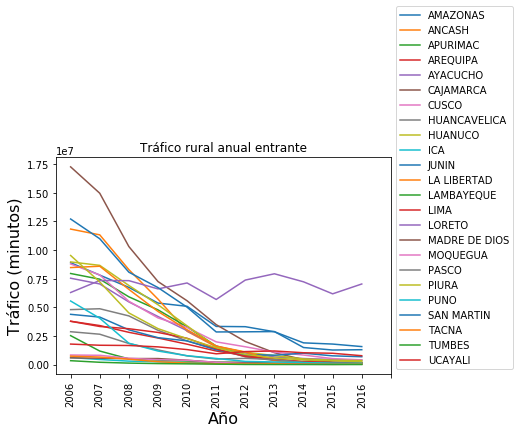 Tráfico rural anual entrante
1e7
1.75
1.50
1.25
1.00
0.75
0.50
0.25
0.00
Tráfico (minutos)
2006
2007
2008
2009
2010
2011
2012
2013
2014
2015
2016
Año
AMAZONAS
ANCASH
APURIMAC
AREQUIPA
AYACUCHO
CAJAMARCA
CUSCO
HUANCAVELICA
HUANUCO
ICA
JUNIN
LA LIBERTAD
LAMBAYEQUE
LIMA
LORETO
MADRE DE DIOS
MOQUEGUA
PASCO
PIURA
PUNO
SAN MARTIN
TACNA
TUMBES
UCAYALI